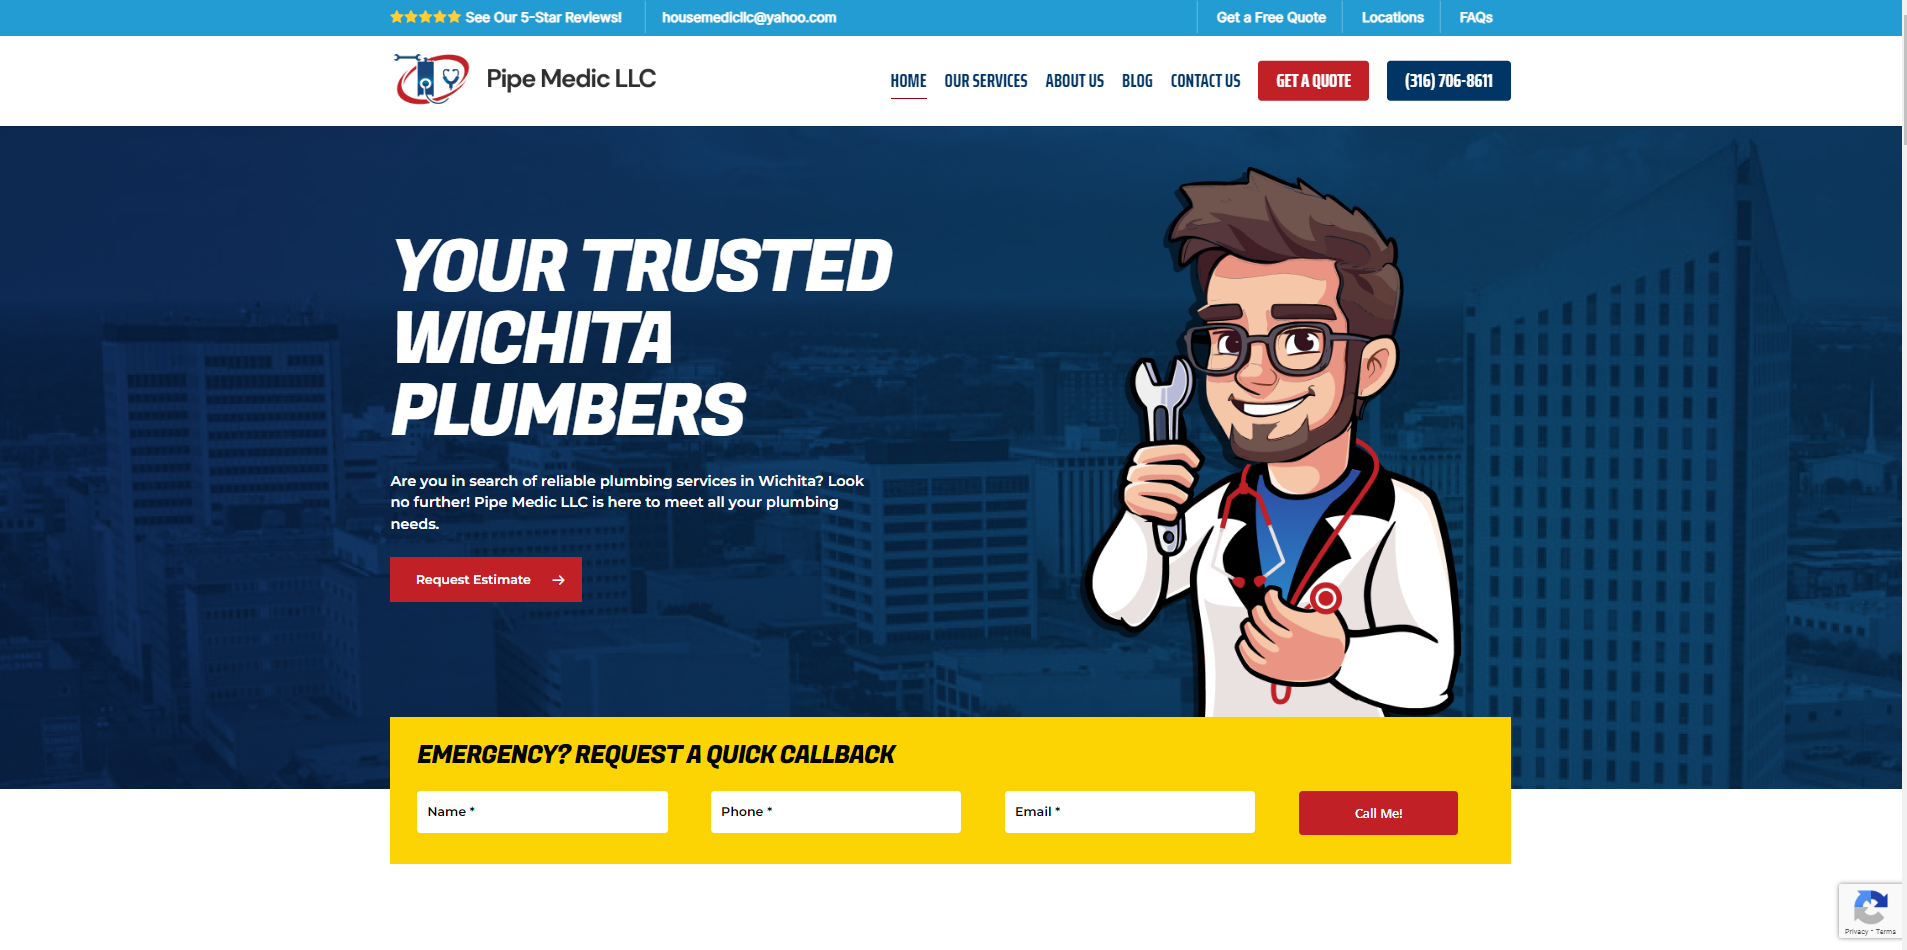 See Our 5-Star Reviews!
housemedicllc@yahoo.com
Get a Free Quote
Locations
FAQs
Pipe Medic LLC
HOME
OUR SERVICES
ABOUT US
BLOG
CONTACT US
GET A QUOTE
(316) 706-8611
YOUR TRUSTED
WICHITA
PLUMBERS
Are you in search of reliable plumbing services in Wichita? Look
no further! Pipe Medic LLC is here to meet all your plumbing
needs.
Request Estimate
EMERGENCY? REQUEST A QUICK CALLBACK
Name *
Phone *
Email *
Call Me!
Privacy - Terms